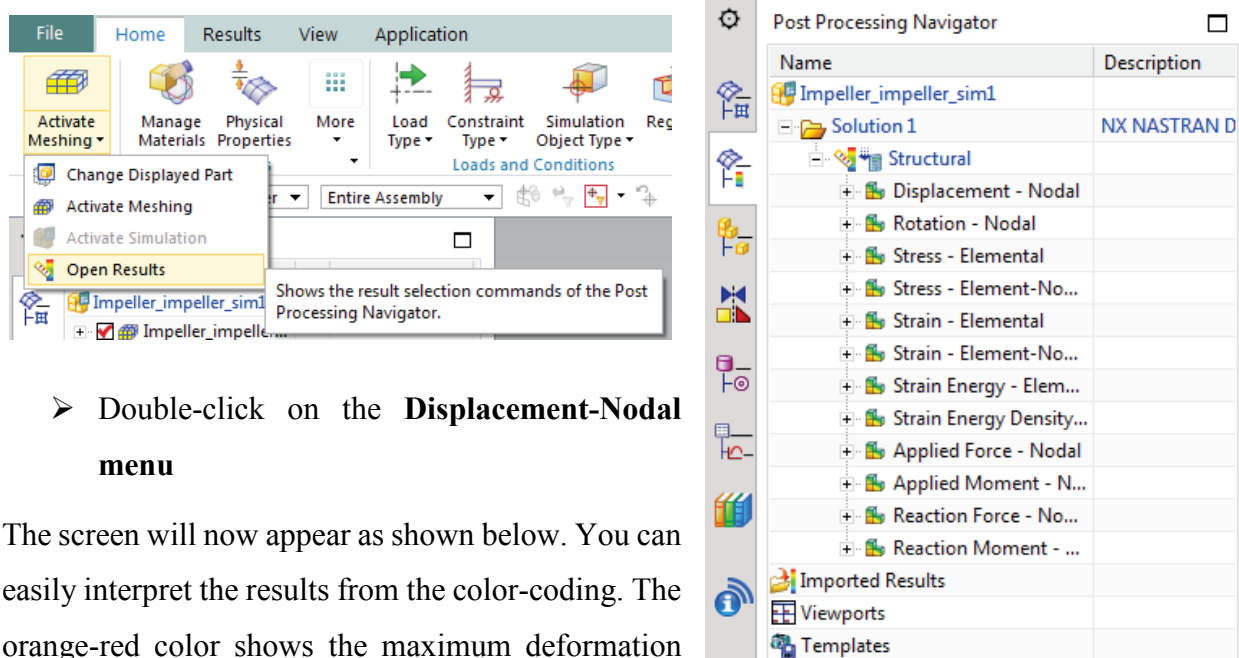 File Home Results View Application
Activate Meshing Manage Materials Physical Properties More Load Type Constraint Type Simulation Object Type Reg
Loads and Conditions
Change Displayed Part
Entire Assembly
Activate Meshing
Activate Simulation
Open Results
Shows the result selection commands of the Post
Processing Navigator.
Impeller_impeller_sim1
Impeller_impeller...
➢ Double-click on the Displacement-Nodal
menu
The screen will now appear as shown below. You can
easily interpret the results from the color-coding. The
orange-red color shows the maximum deformation
Post Processing Navigator
Name Description
Impeller_impeller_sim1
Solution 1 NX NASTRAN D
Structural
Displacement - Nodal
Rotation - Nodal
Stress - Elemental
Stress - Element-No...
Strain - Elemental
Strain - Element-No...
Strain Energy - Elem...
Strain Energy Density...
Applied Force - Nodal
Applied Moment - N...
Reaction Force - No...
Reaction Moment - ...
Imported Results
Viewports
Templates